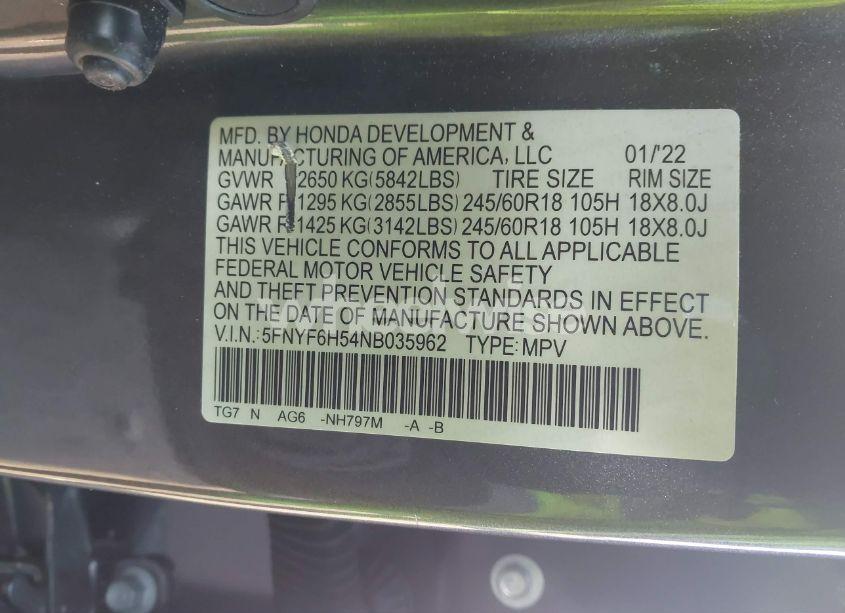 MFD. BY HONDA DEVELOPMENT &
MANUFACTURING OF AMERICA, LLC 01/'22
GVWR 2650 KG(5842LBS) TIRE SIZE RIM SIZE
GAWR F 1295 KG(2855LBS) 245/60R18 105H 18X8.0J
GAWR R 1425 KG(3142LBS) 245/60R18 105H 18X8.0J
THIS VEHICLE CONFORMS TO ALL APPLICABLE
FEDERAL MOTOR VEHICLE SAFETY
AND THEFT PREVENTION STANDARDS IN EFFECT
ON THE DATE OF MANUFACTURE SHOWN ABOVE.
V.I.N.: 5FNYF6H54NB035962 TYPE: MPV
TG7 N AG6 -NH797M -A -B